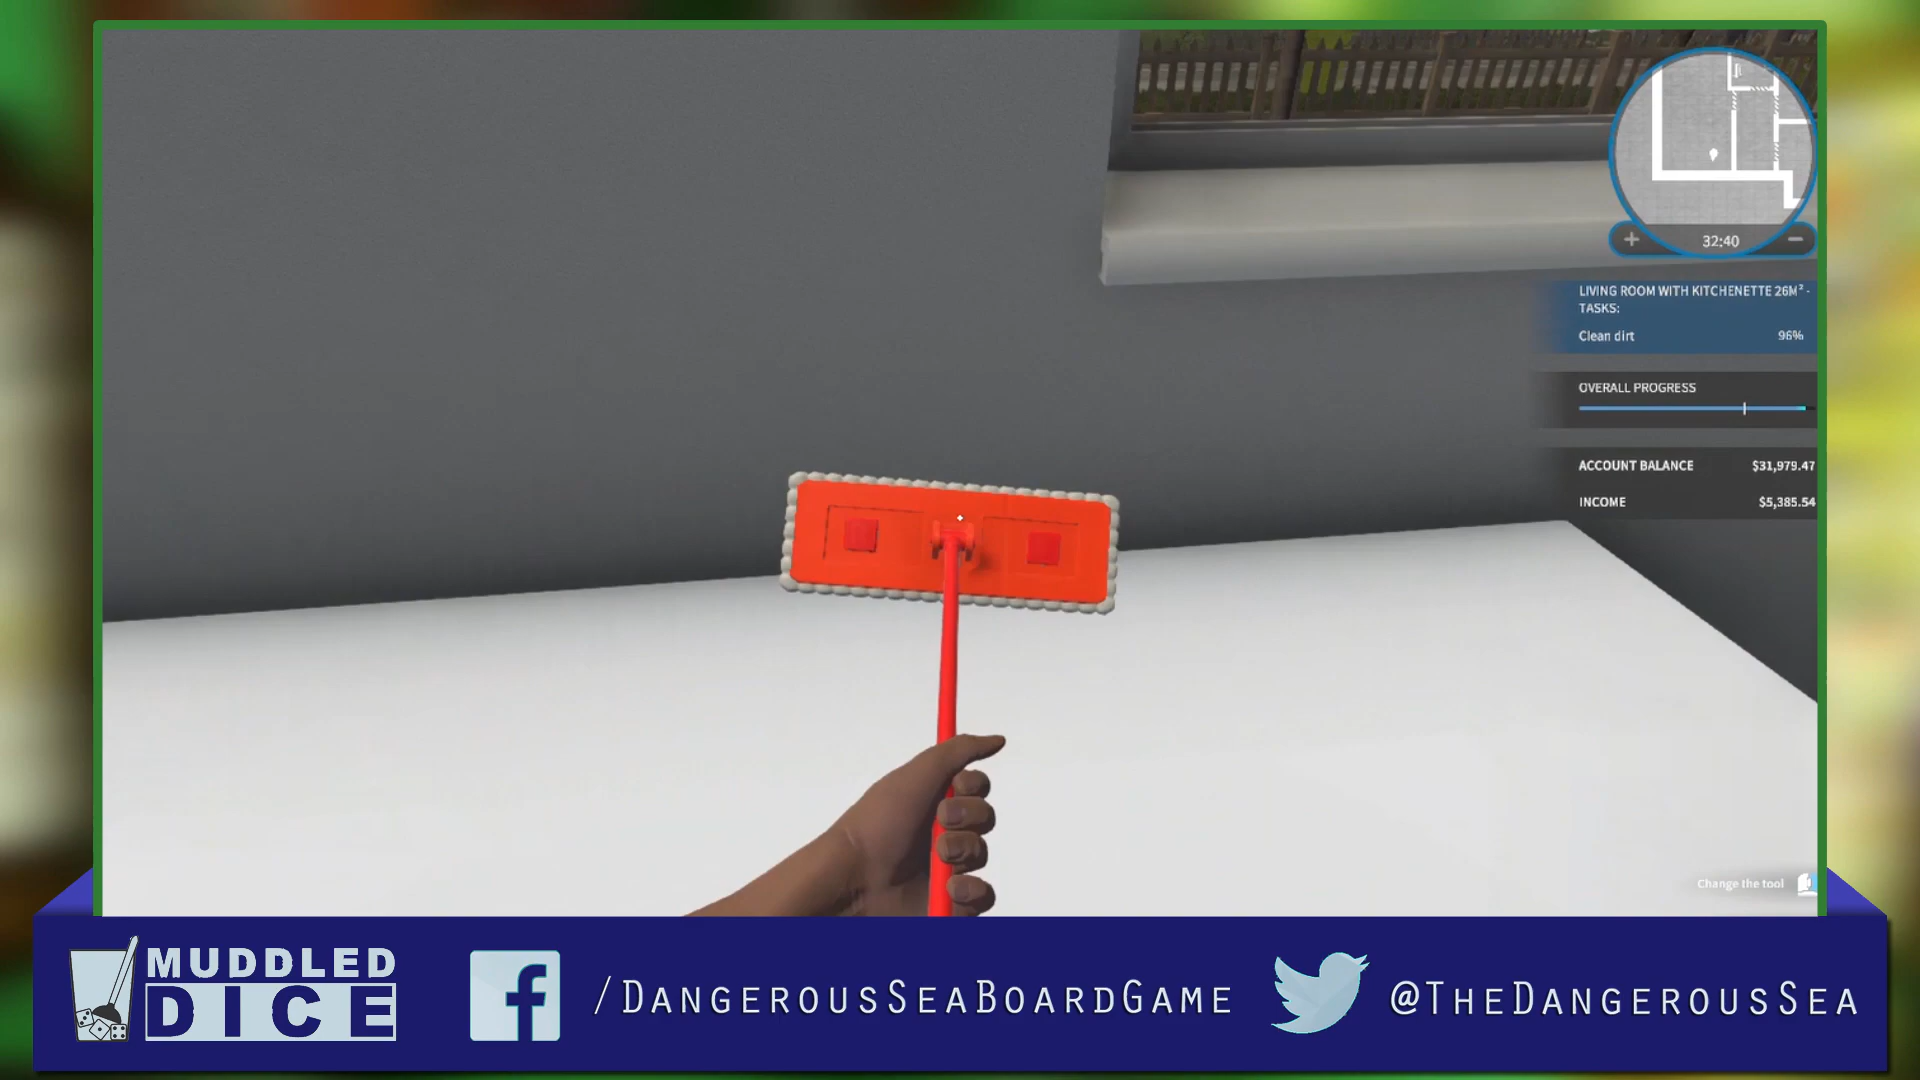 32:40
LIVING ROOM WITH KITCHENETTE 26M² -
TASKS:
Clean dirt 96%
OVERALL PROGRESS
ACCOUNT BALANCE $31,979.47
INCOME $5,385.54
Change the tool
MUDDLED
DICE
/DANGEROUSSEABOARDGAME
@THEDANGEROUSSEA